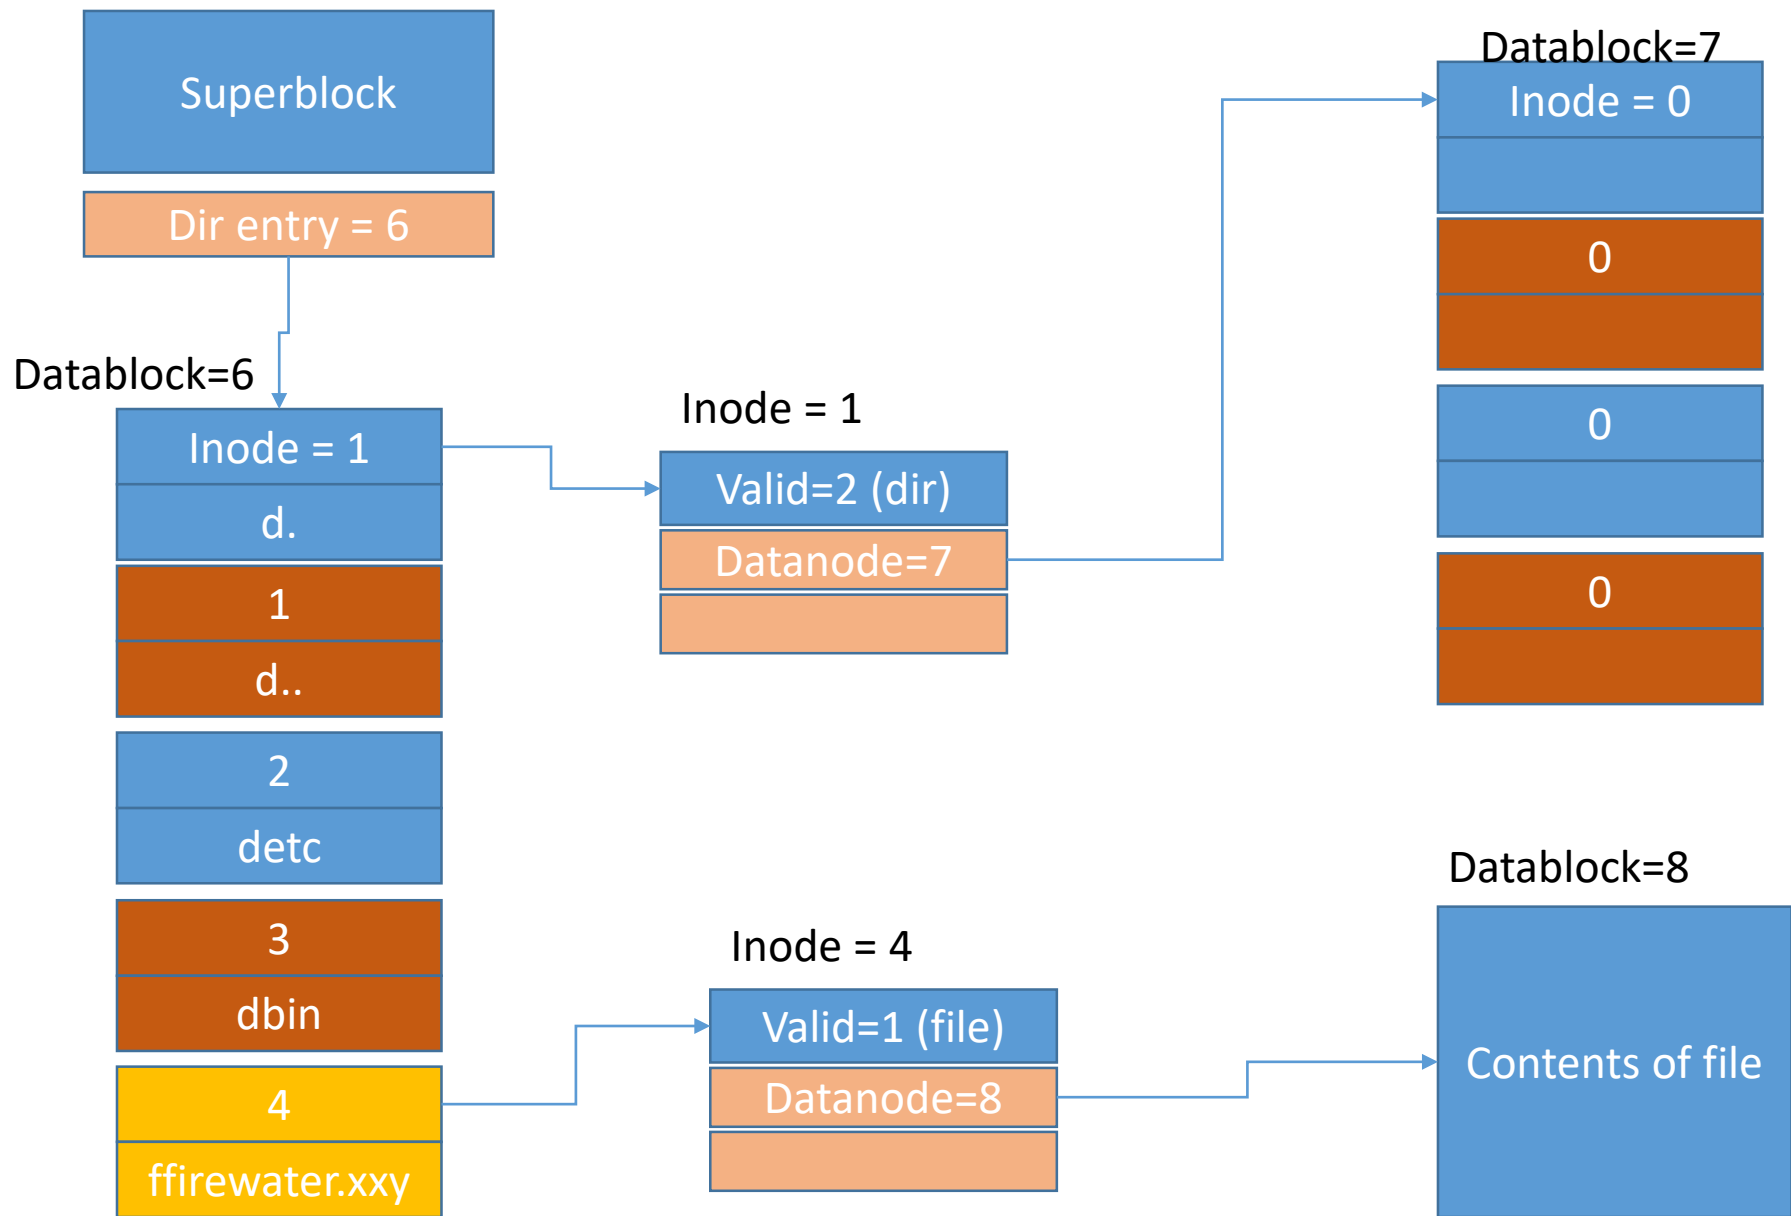 Superblock
Dir entry = 6
Datablock=6
Inode = 1
d.
1
d..
2
detc
3
dbin
4
ffirewater.xxy
Inode = 1
Valid=2 (dir)
Datanode=7
Inode = 4
Valid=1 (file)
Datanode=8
Datablock=7
Inode = 0
0
0
0
Datablock=8
Contents of file